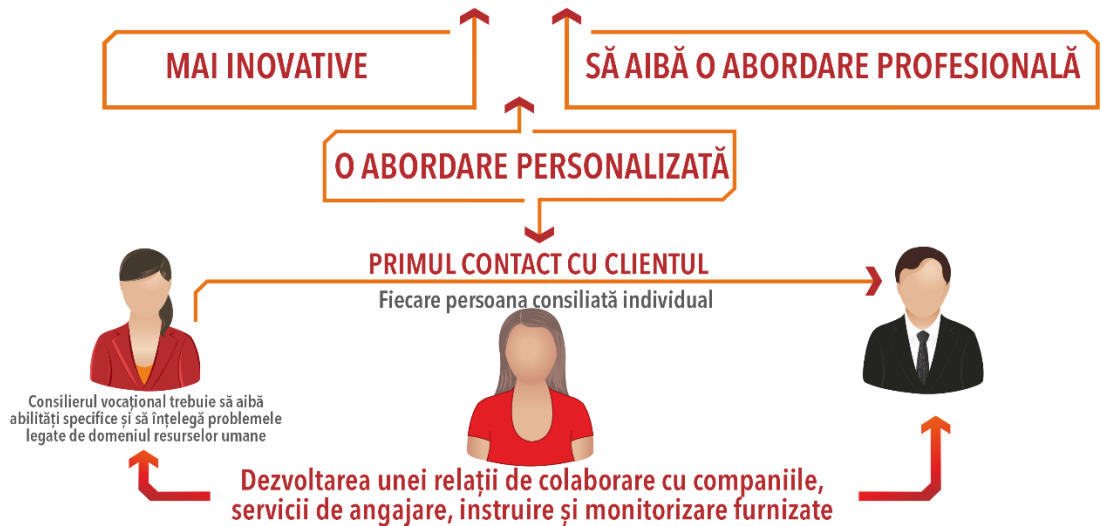 MAI INOVATIVE
SĂ AIBĂ O ABORDARE PROFESIONALĂ
O ABORDARE PERSONALIZATĂ
PRIMUL CONTACT CU CLIENTUL
Fiecare persoana consiliată individual
Consilierul vocațional trebuie să aibă
abilități specifice și să înțelegă problemele
legate de domeniul resurselor umane
Dezvoltarea unei relații de colaborare cu companiile,
servicii de angajare, instruire și monitorizare furnizate